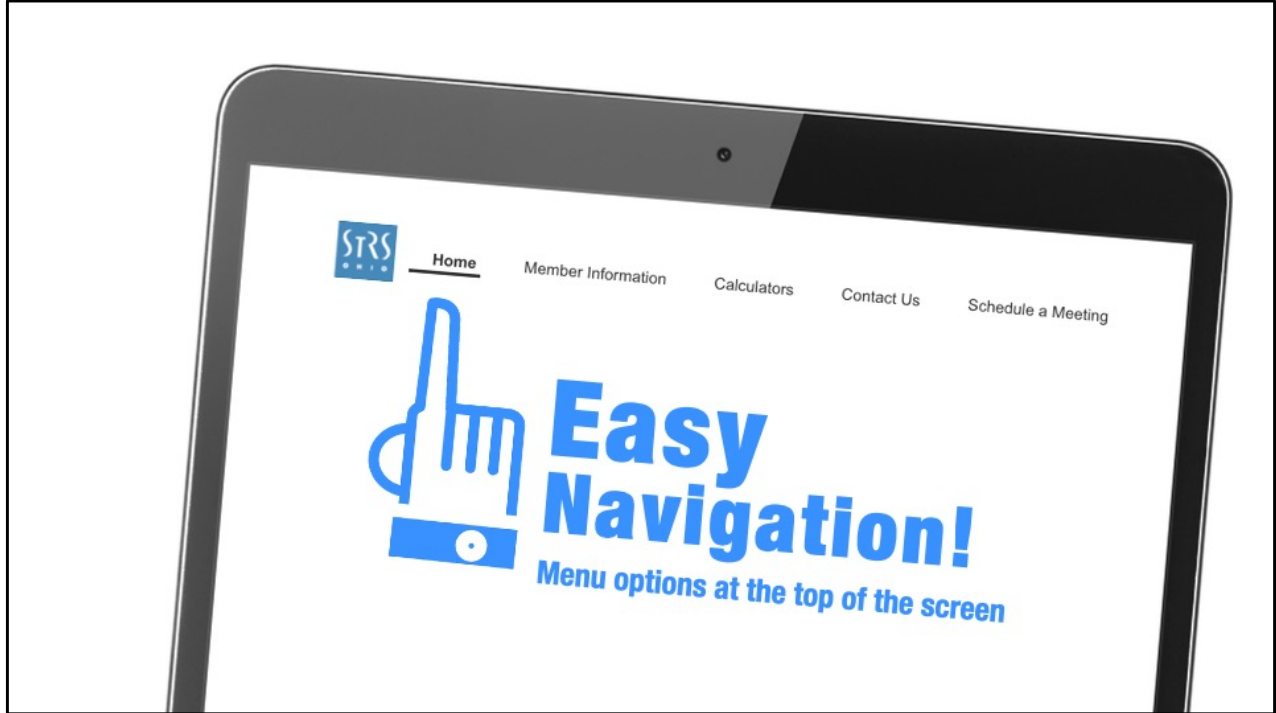 STRS
OHIO
Home Member Information Calculators Contact Us Schedule a Meeting
Easy
Navigation!
Menu options at the top of the screen